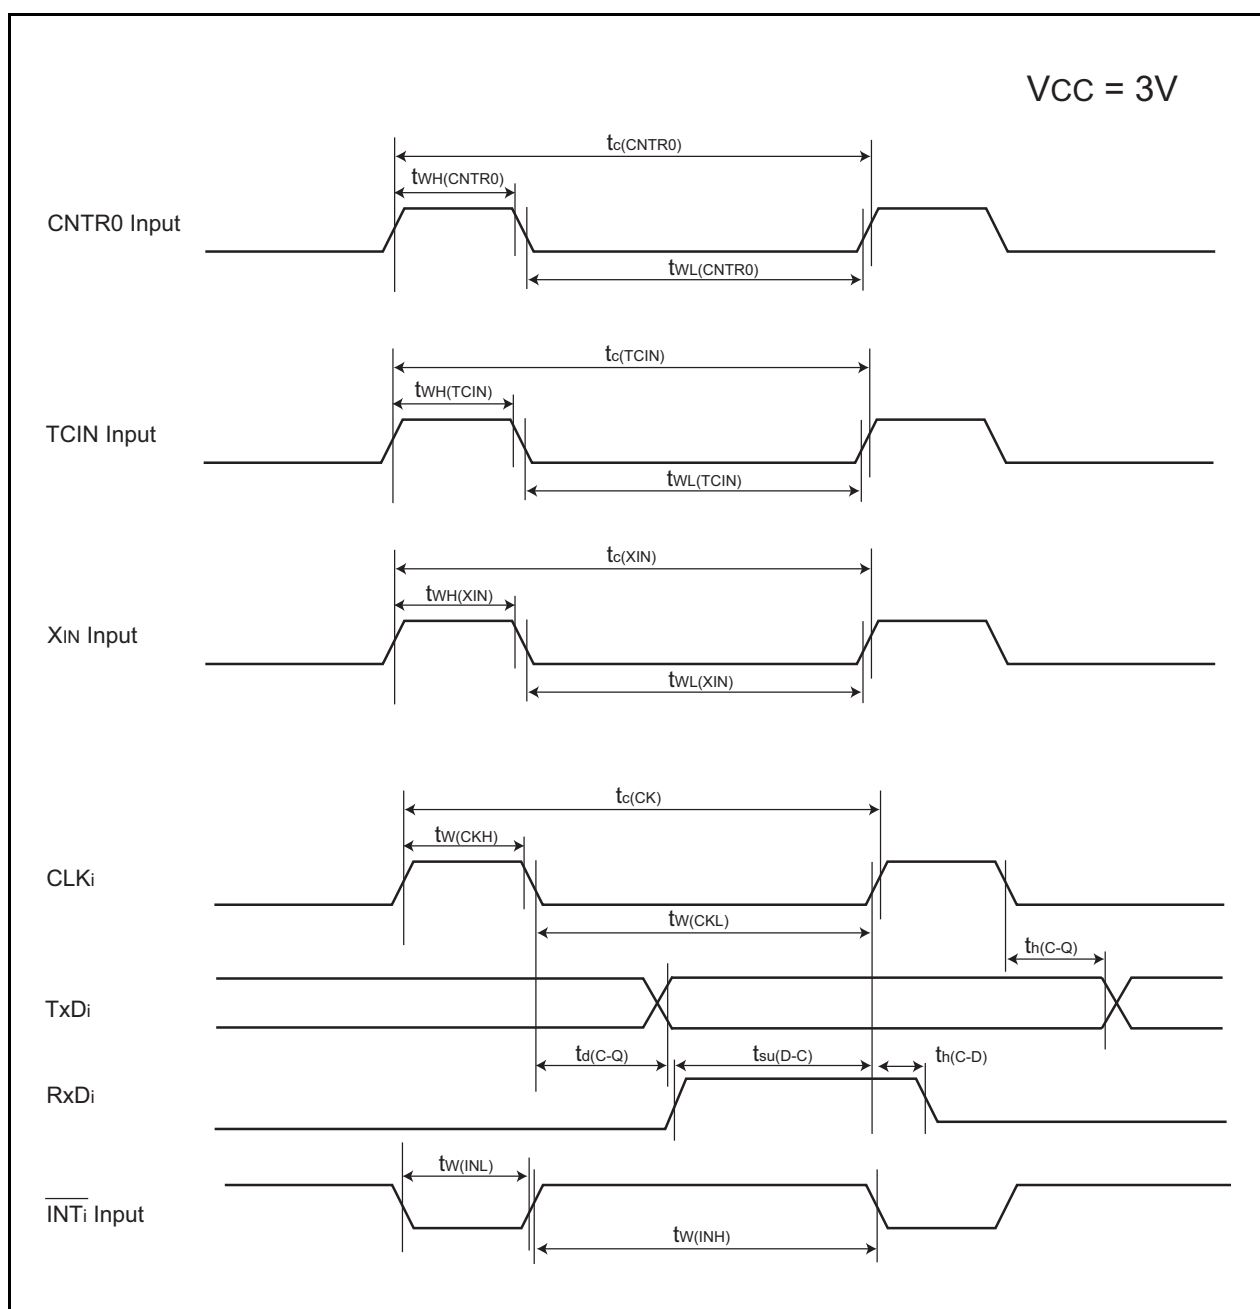 VCC = 3V
tc(CNTR0)
tWH(CNTR0)
CNTR0 Input
tWL(CNTR0)
tc(TCIN)
tWH(TCIN)
TCIN Input
tWL(TCIN)
tc(XIN)
tWH(XIN)
XIN Input
tWL(XIN)
tc(CK)
tW(CKH)
CLKi
tW(CKL)
th(C-Q)
TxDi
td(C-Q)
tsu(D-C)
th(C-D)
RxDi
tW(INL)
INTi Input
tW(INH)